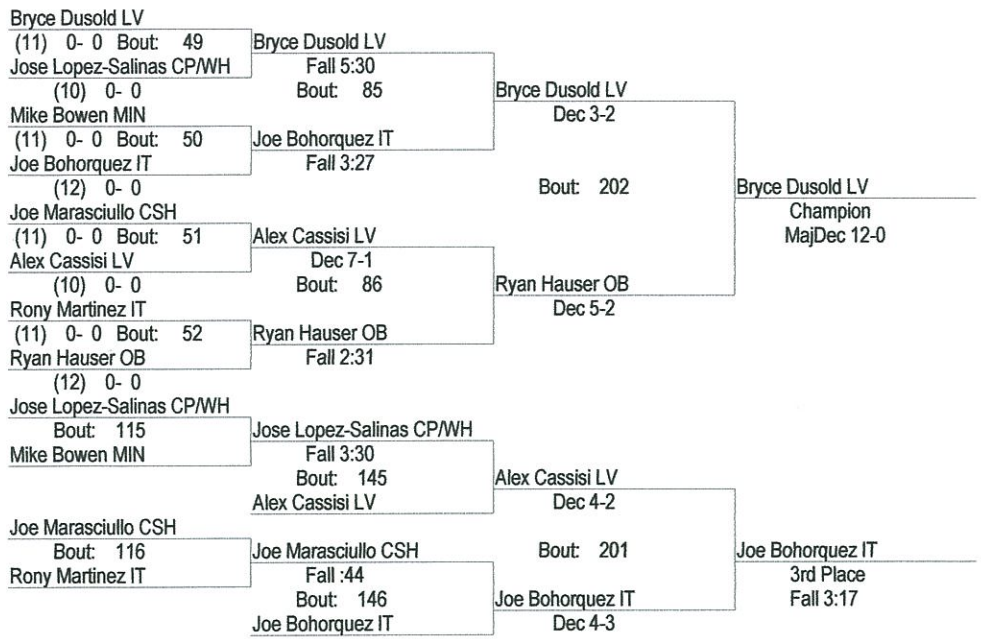 Bryce Dusold LV
(11) 0- 0 Bout: 49
Jose Lopez-Salinas CP/WH
(10) 0- 0
Mike Bowen MIN
(11) 0- 0 Bout: 50
Joe Bohorquez IT
(12) 0- 0
Joe Marasciullo CSH
(11) 0- 0 Bout: 51
Alex Cassisi LV
(10) 0- 0
Rony Martinez IT
(11) 0- 0 Bout: 52
Ryan Hauser OB
(12) 0- 0
Bryce Dusold LV
Fall 5:30
Bout: 85
Joe Bohorquez IT
Fall 3:27
Alex Cassisi LV
Dec 7-1
Bout: 86
Ryan Hauser OB
Fall 2:31
Bryce Dusold LV
Dec 3-2
Bout: 202
Ryan Hauser OB
Dec 5-2
Bryce Dusold LV
Champion
MajDec 12-0
Jose Lopez-Salinas CP/WH
Bout: 115
Mike Bowen MIN
Joe Marasciullo CSH
Bout: 116
Rony Martinez IT
Jose Lopez-Salinas CP/WH
Fall 3:30
Bout: 145
Alex Cassisi LV
Joe Marasciullo CSH
Fall :44
Bout: 146
Joe Bohorquez IT
Alex Cassisi LV
Dec 4-2
Bout: 201
Joe Bohorquez IT
Dec 4-3
Joe Bohorquez IT
3rd Place
Fall 3:17